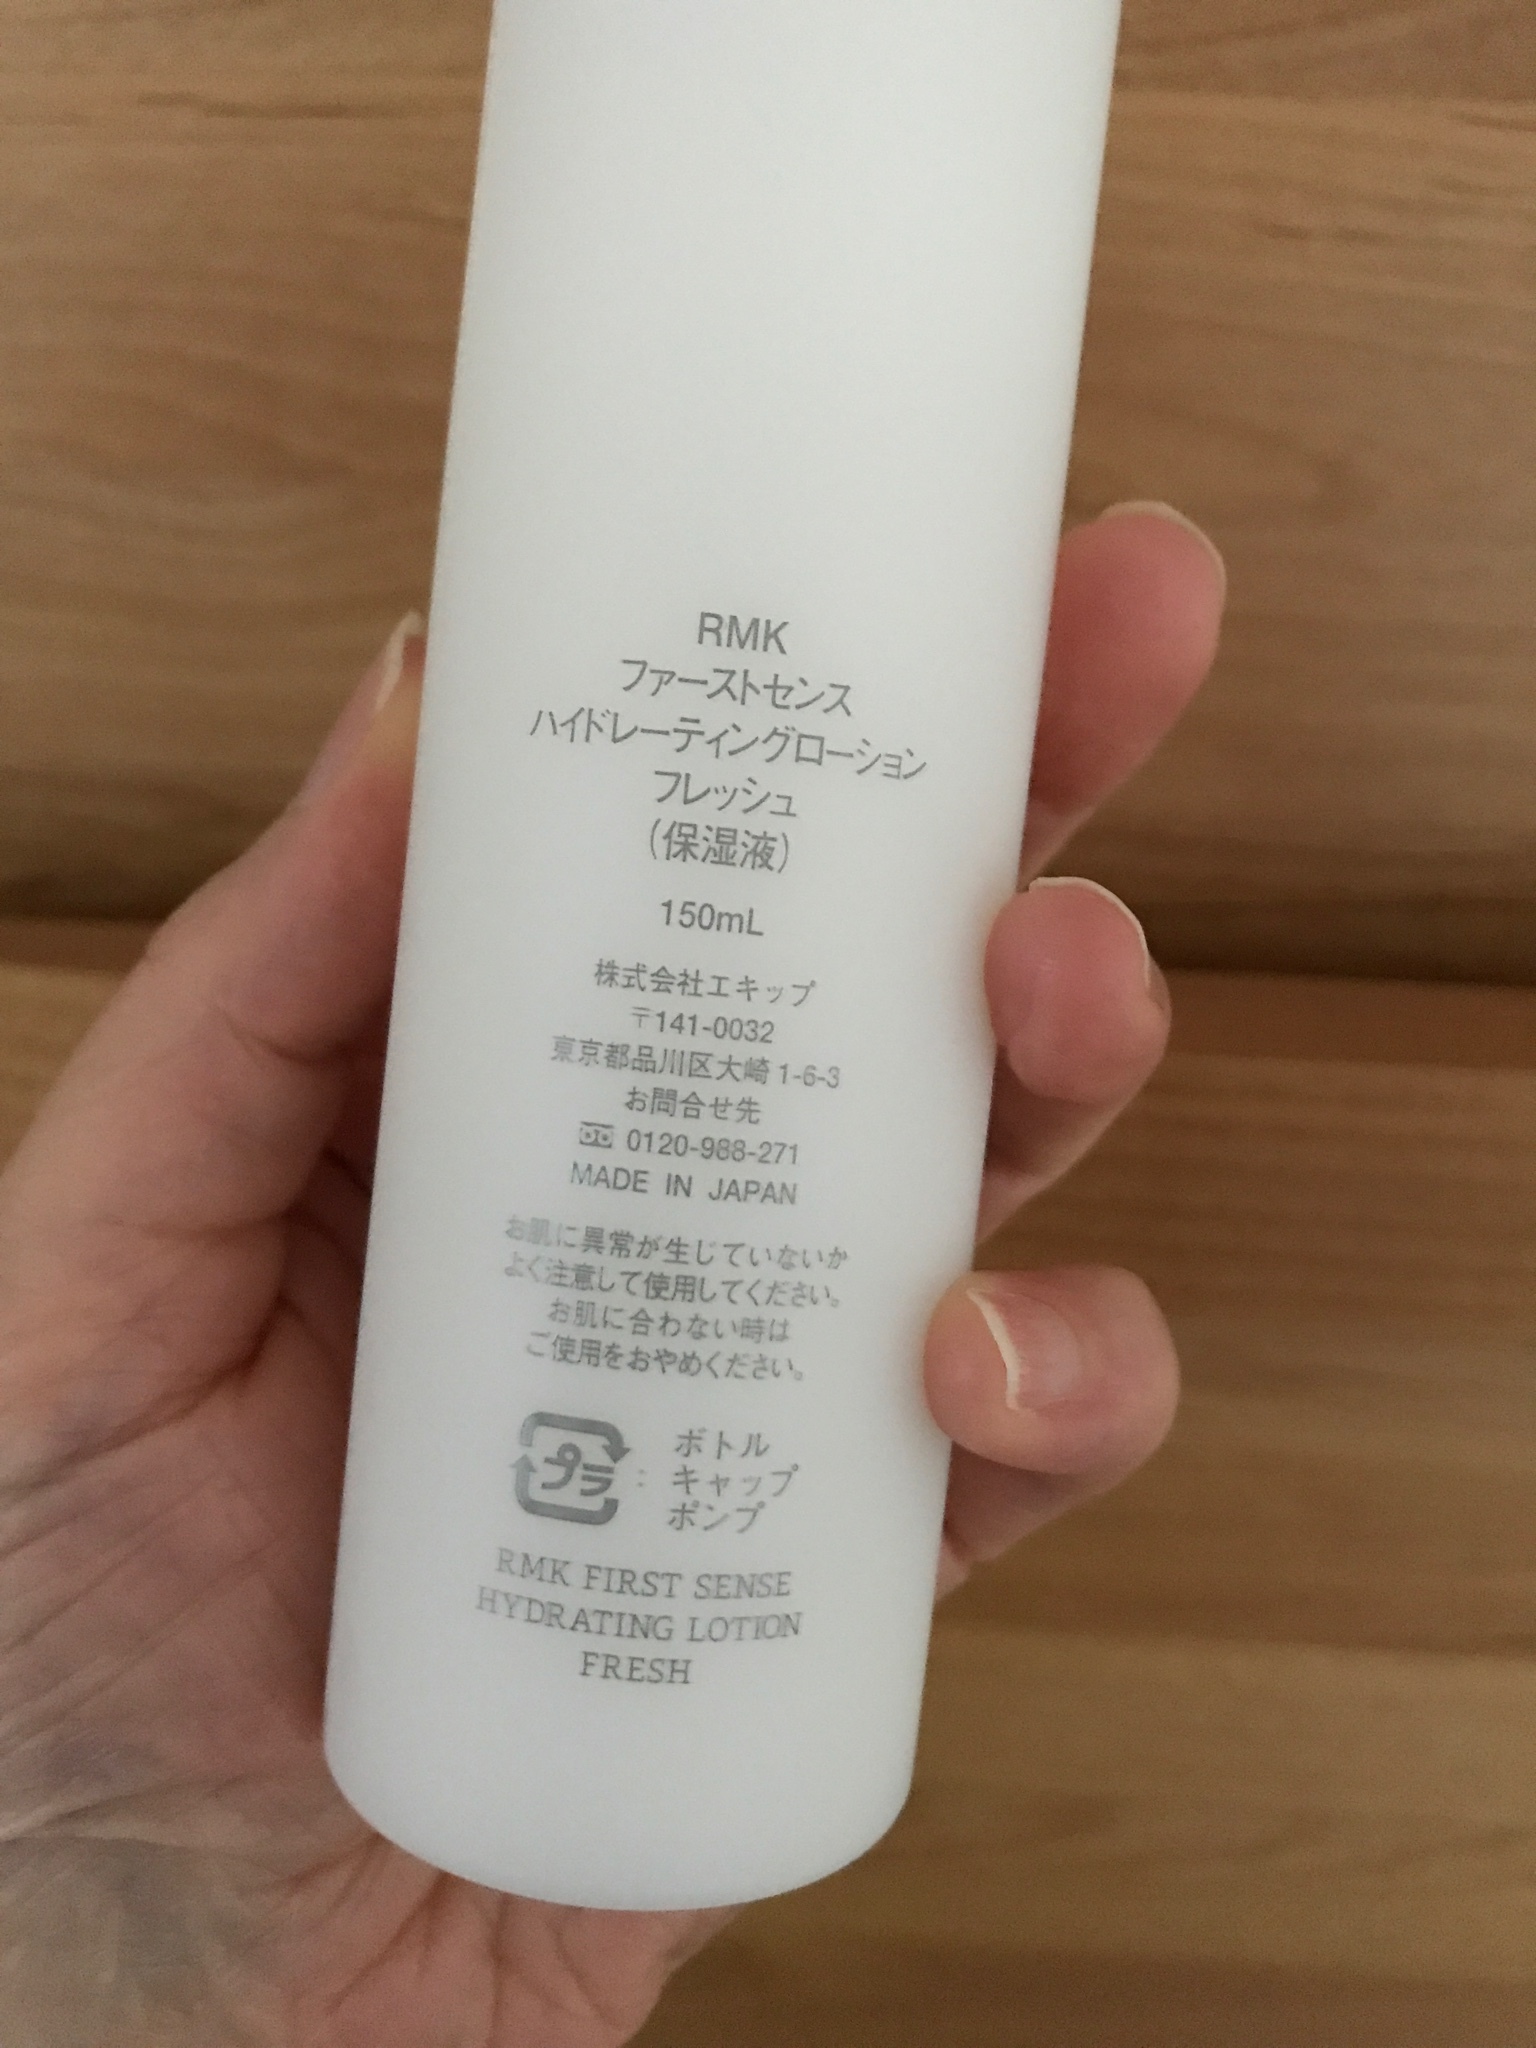 RMK
ファーストセンス
ハイドレーティングローション
フレッシュ
(保湿液)
150mL
株式会社エキップ
〒141-0032
東京都品川区大崎1-6-3
お問合せ先
0120-988-271
MADE IN JAPAN
お肌に異常が生じていないか
よく注意して使用してください。
お肌に合わない時は
ご使用をおやめください。
プラ : ボトル
キャップ
ポンプ
RMK FIRST SENSE
HYDRATING LOTION
FRESH